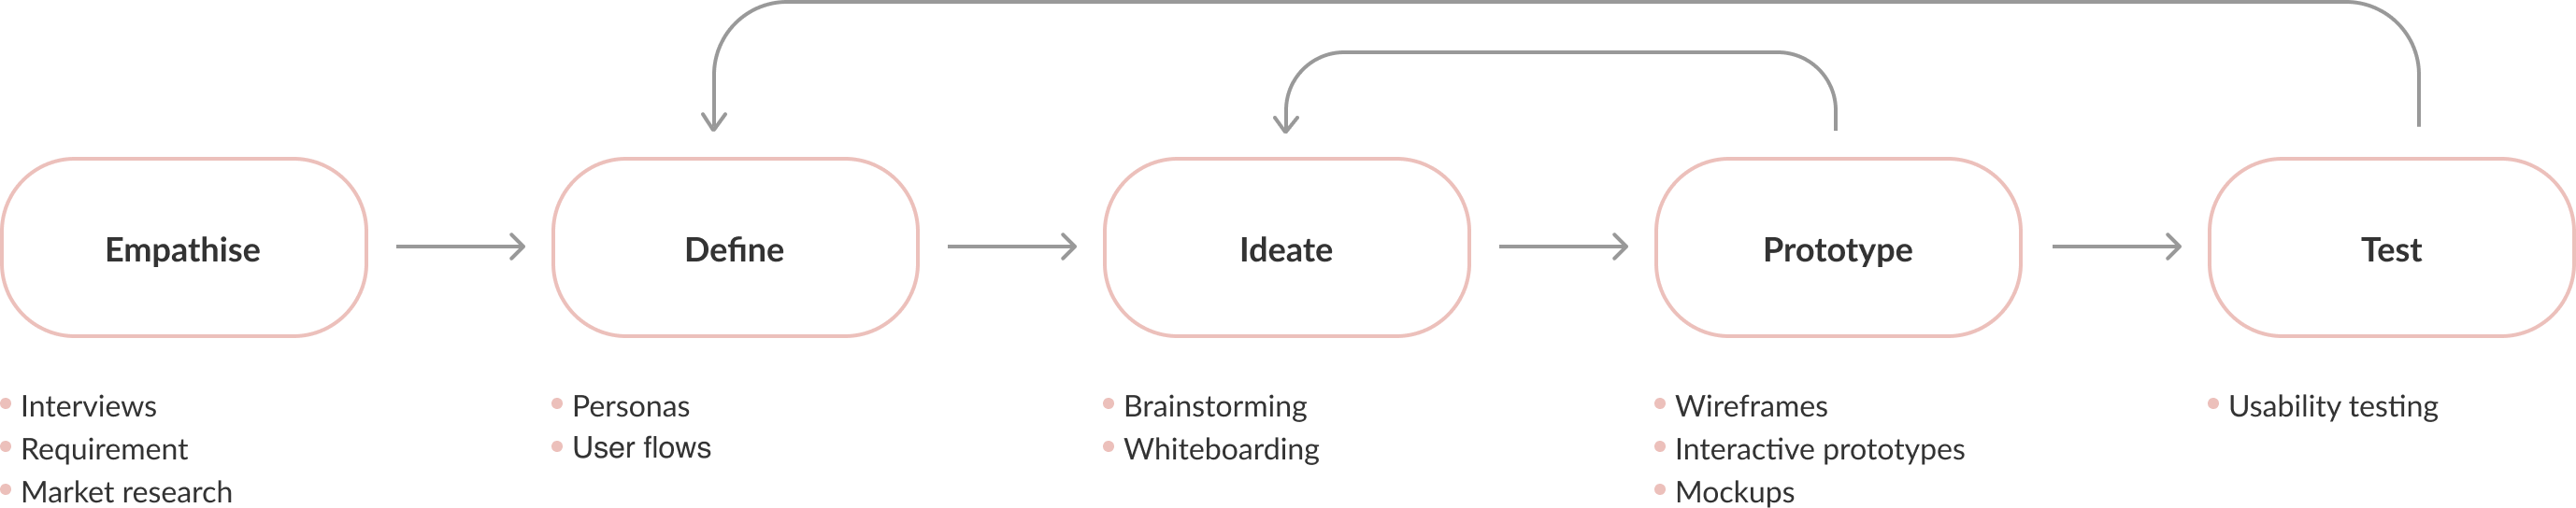 Empathise
Define
Ideate
Prototype
Test
Interviews
Requirement
Market research
Personas
User flows
Brainstorming
Whiteboarding
Wireframes
Interactive prototypes
Mockups
Usability testing